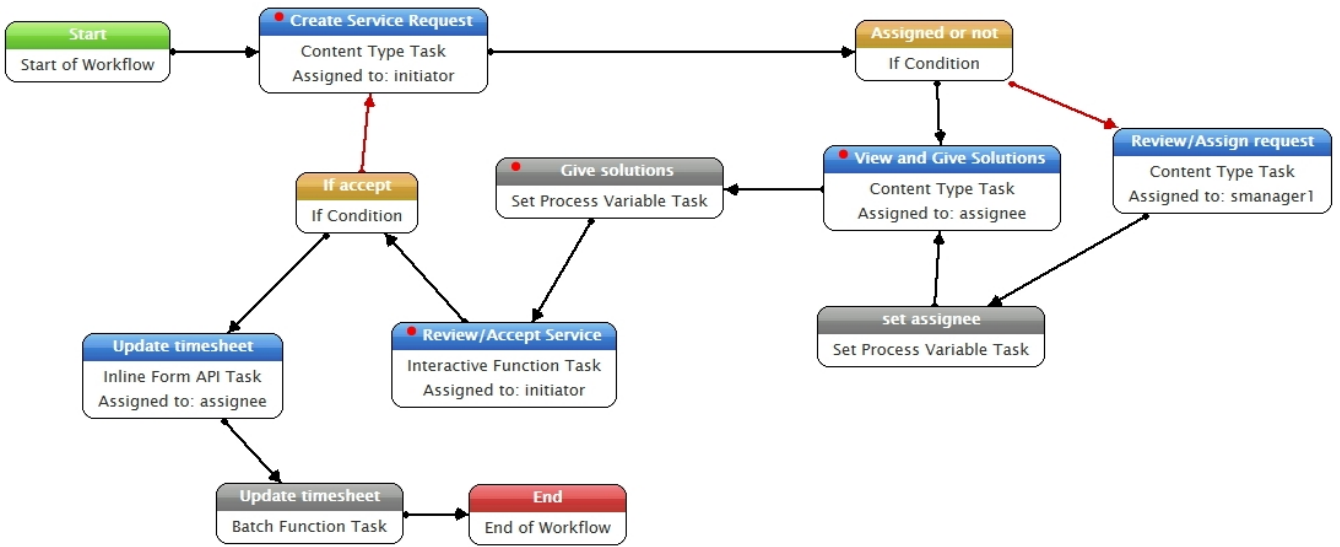 Start
Start of Workflow
Create Service Request
Content Type Task
Assigned to: initiator
Assigned or not
If Condition
Review/Assign request
Content Type Task
Assigned to: smanager1
View and Give Solutions
Content Type Task
Assigned to: assignee
Give solutions
Set Process Variable Task
If accept
If Condition
set assignee
Set Process Variable Task
Review/Accept Service
Interactive Function Task
Assigned to: initiator
Update timesheet
Inline Form API Task
Assigned to: assignee
Update timesheet
Batch Function Task
End
End of Workflow